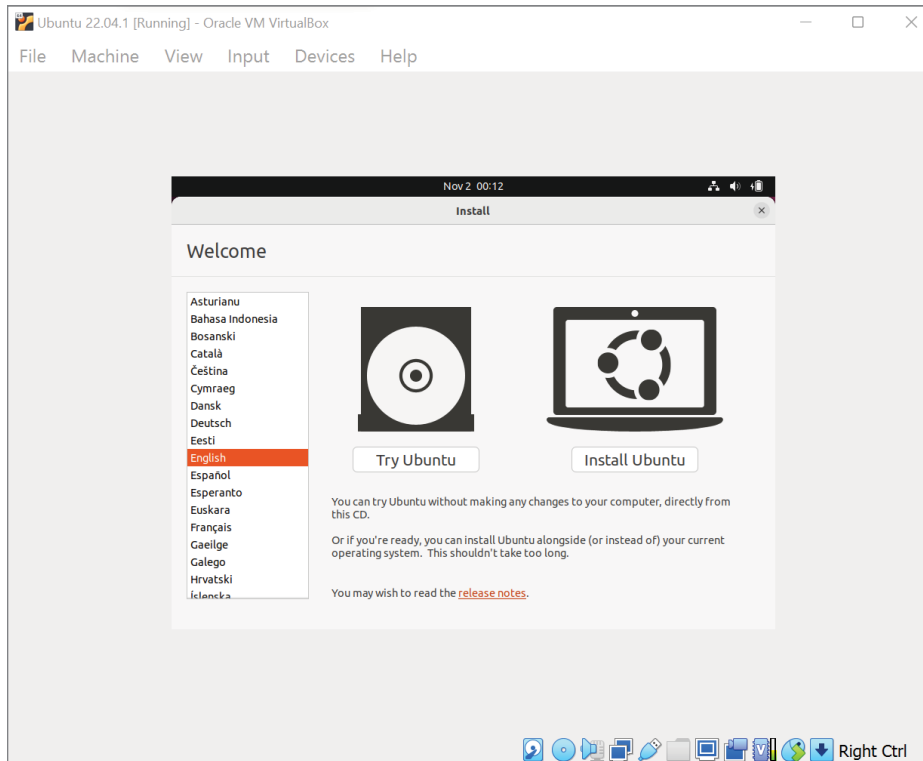 Ubuntu 22.04.1 [Running] - Oracle VM VirtualBox
File Machine View Input Devices Help
Nov 2 00:12
Install
Welcome
Asturianu
Bahasa Indonesia
Bosanski
Català
Čeština
Cymraeg
Dansk
Deutsch
Eesti
English
Español
Esperanto
Euskara
Français
Gaeilge
Galego
Hrvatski
Íslenska
Try Ubuntu
Install Ubuntu
You can try Ubuntu without making any changes to your computer, directly from
this CD.
Or if you're ready, you can install Ubuntu alongside (or instead of) your current
operating system. This shouldn't take too long.
You may wish to read the release notes.
V
Right Ctrl